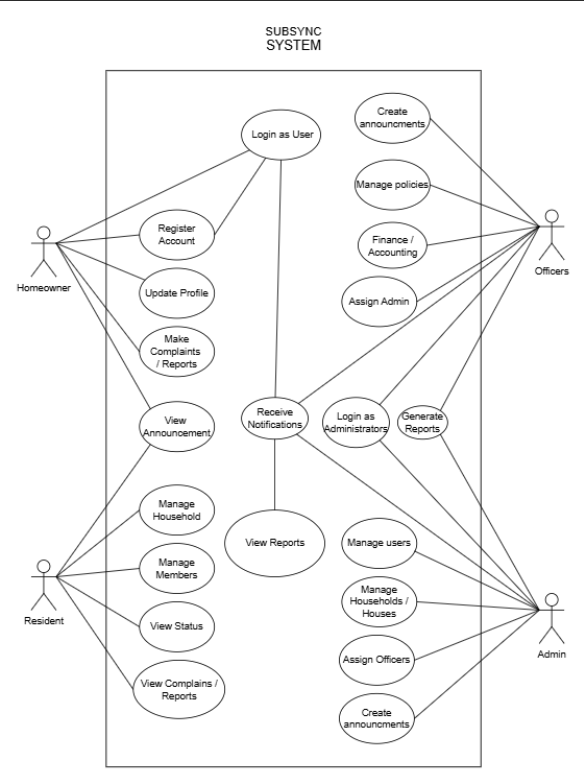 SUBSYNC
SYSTEM
Login as User
Create
announcments
Manage policies
Register
Account
Finance /
Accounting
Homeowner
Officers
Update Profile
Assign Admin
Make
Complaints
/ Reports
View
Announcement
Receive
Notifications
Login as
Administrators
Generate
Reports
Manage
Household
View Reports
Manage users
Manage
Members
Manage
Households /
Houses
Resident
Admin
View Status
Assign Officers
View Complains /
Reports
Create
announcments